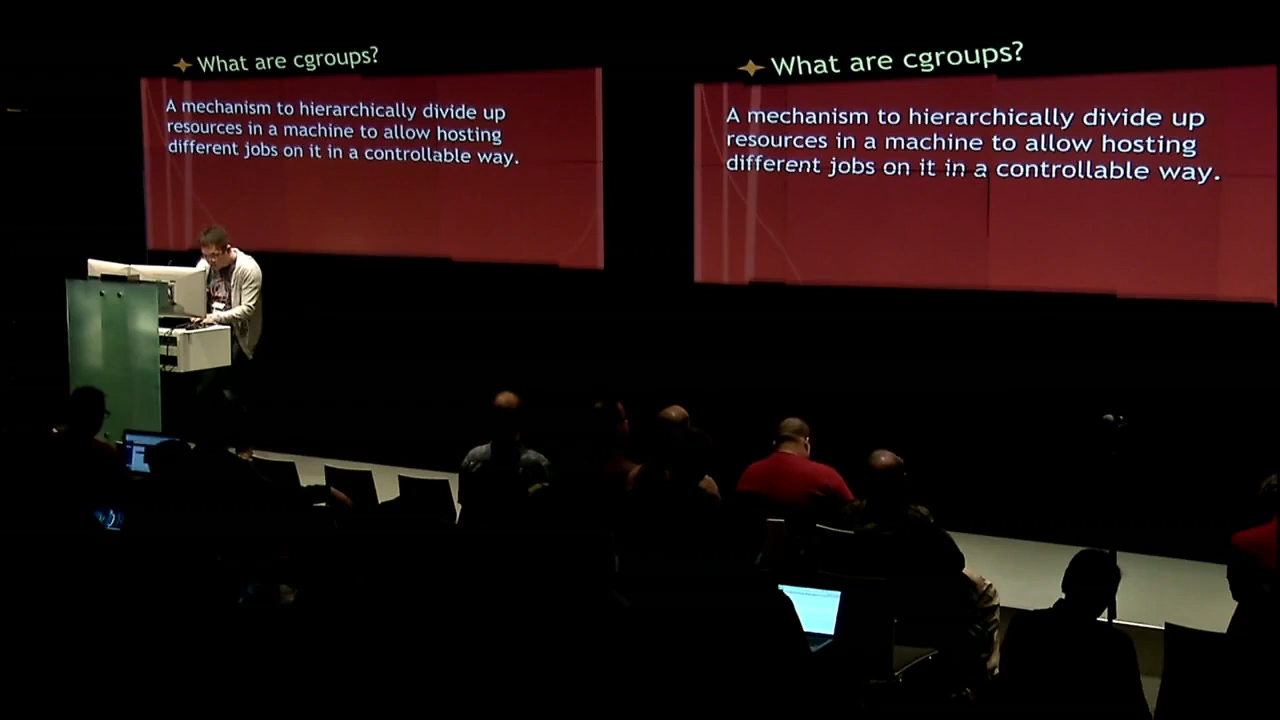 What are cgroups?
A mechanism to hierarchically divide up
resources in a machine to allow hosting
different jobs on it in a controllable way.
What are cgroups?
A mechanism to hierarchically divide up
resources in a machine to allow hosting
different jobs on it in a controllable way.